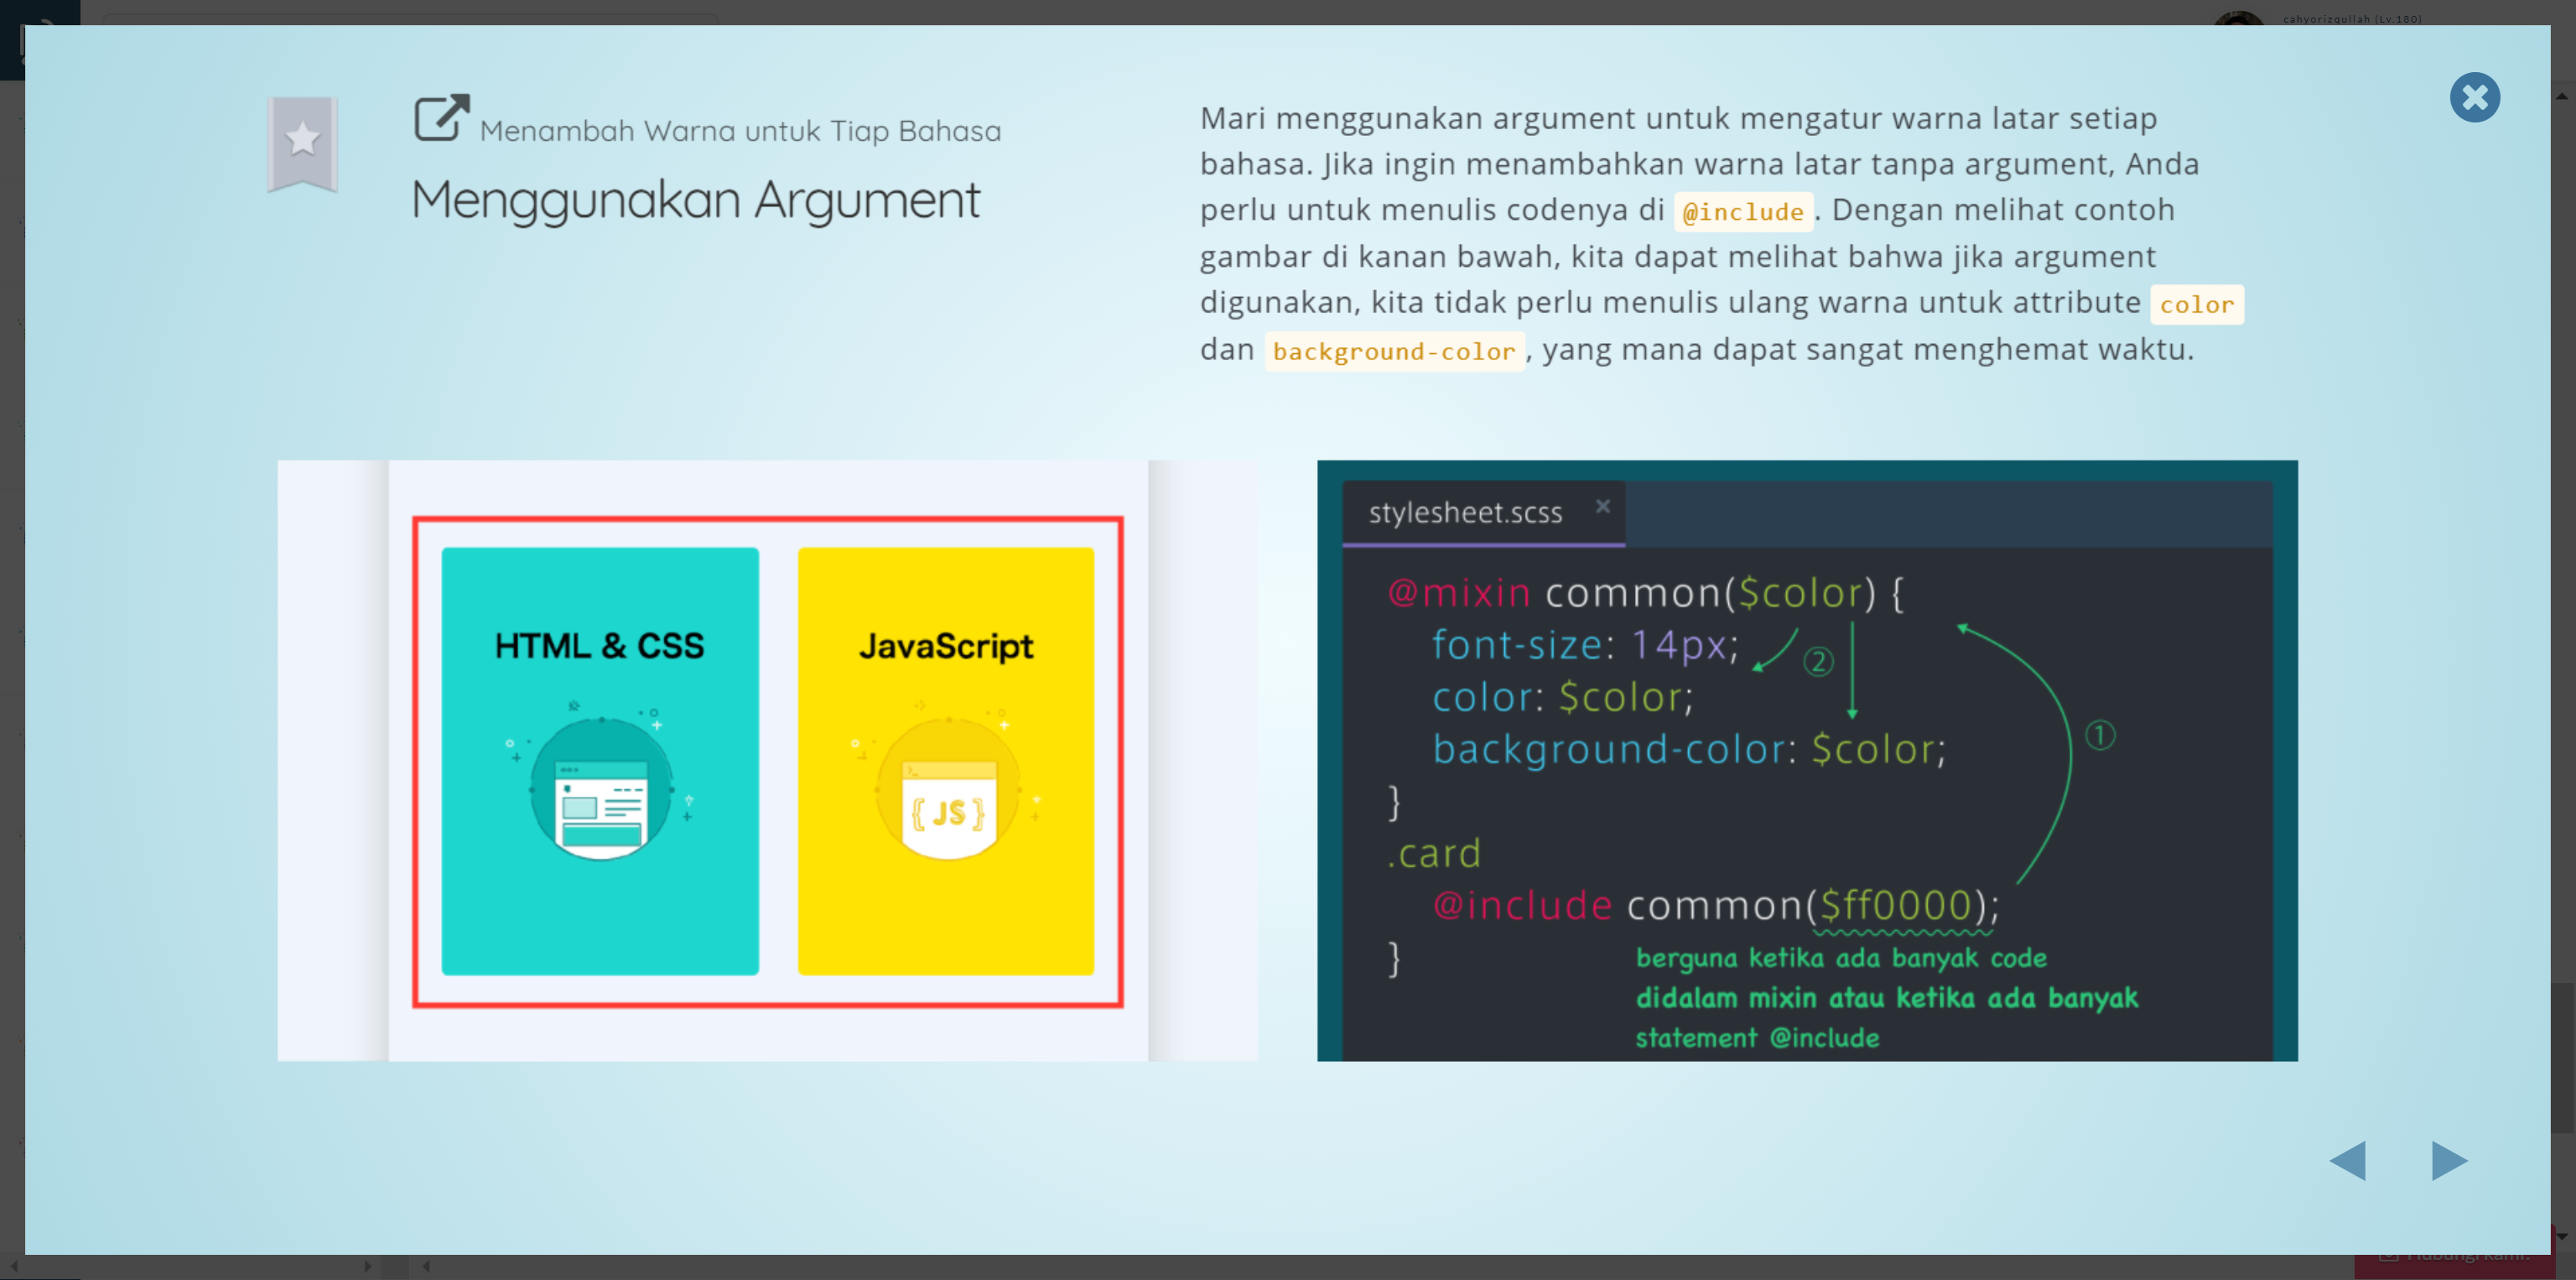 cahyorizqullah (Lv.180)
Menambah Warna untuk Tiap Bahasa
Menggunakan Argument
Mari menggunakan argument untuk mengatur warna latar setiap
bahasa. Jika ingin menambahkan warna latar tanpa argument, Anda
perlu untuk menulis codenya di @include. Dengan melihat contoh
gambar di kanan bawah, kita dapat melihat bahwa jika argument
digunakan, kita tidak perlu menulis ulang warna untuk attribute color
dan background-color, yang mana dapat sangat menghemat waktu.
HTML & CSS
JavaScript
{ JS }
stylesheet.scss
@mixin common($color) {
font-size: 14px;
②
color: $color;
①
background-color: $color;
}
.card
@include common($ff0000);
}
berguna ketika ada banyak code
didalam mixin atau ketika ada banyak
statement @include
Hubungi kami